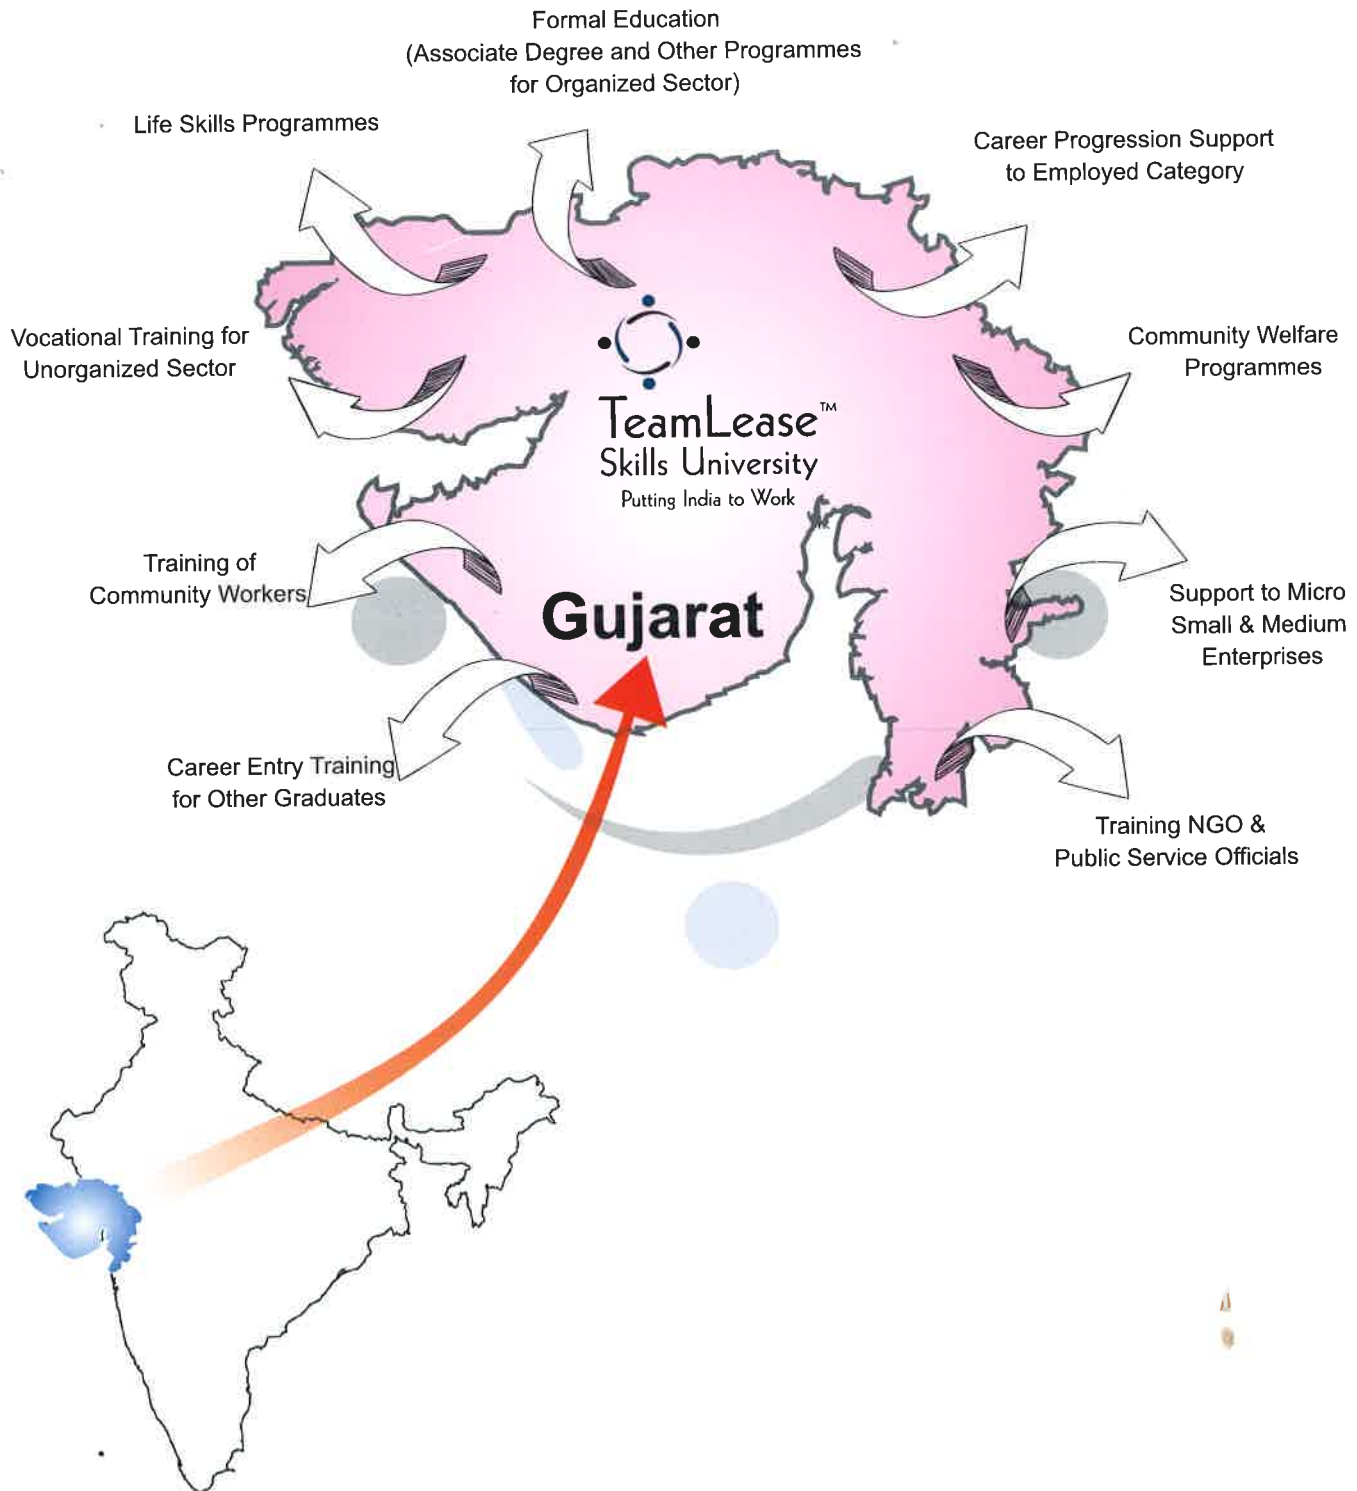 Formal Education
(Associate Degree and Other Programmes
for Organized Sector)
Life Skills Programmes
Career Progression Support
to Employed Category
Vocational Training for
Unorganized Sector
Community Welfare
Programmes
TeamLease™
Skills University
Putting India to Work
Training of
Community Workers
Gujarat
Support to Micro
Small & Medium
Enterprises
Career Entry Training
for Other Graduates
Training NGO &
Public Service Officials